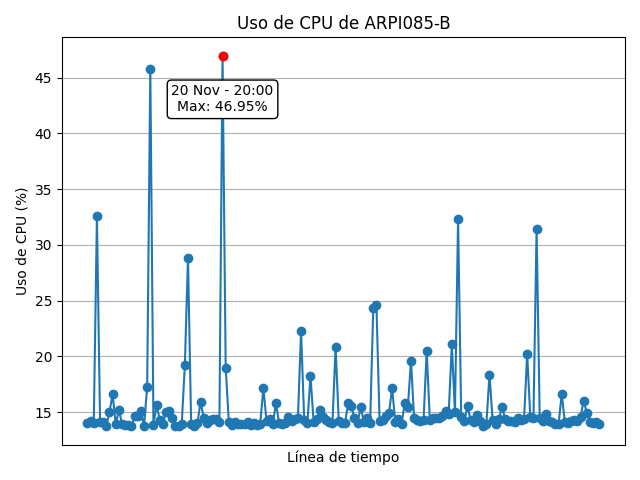 Uso de CPU de ARPI085-B
Uso de CPU (%)
45
40
35
30
25
20
15
20 Nov - 20:00
Max: 46.95%
Línea de tiempo